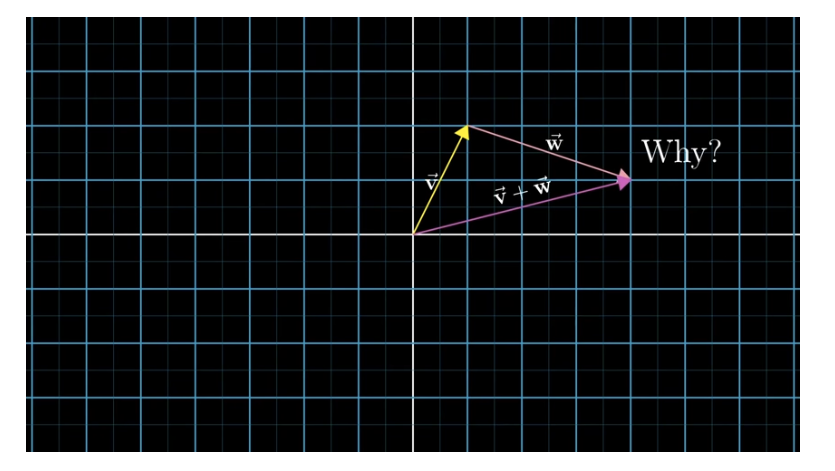 w⃗
Why?
v⃗
v⃗ + w⃗